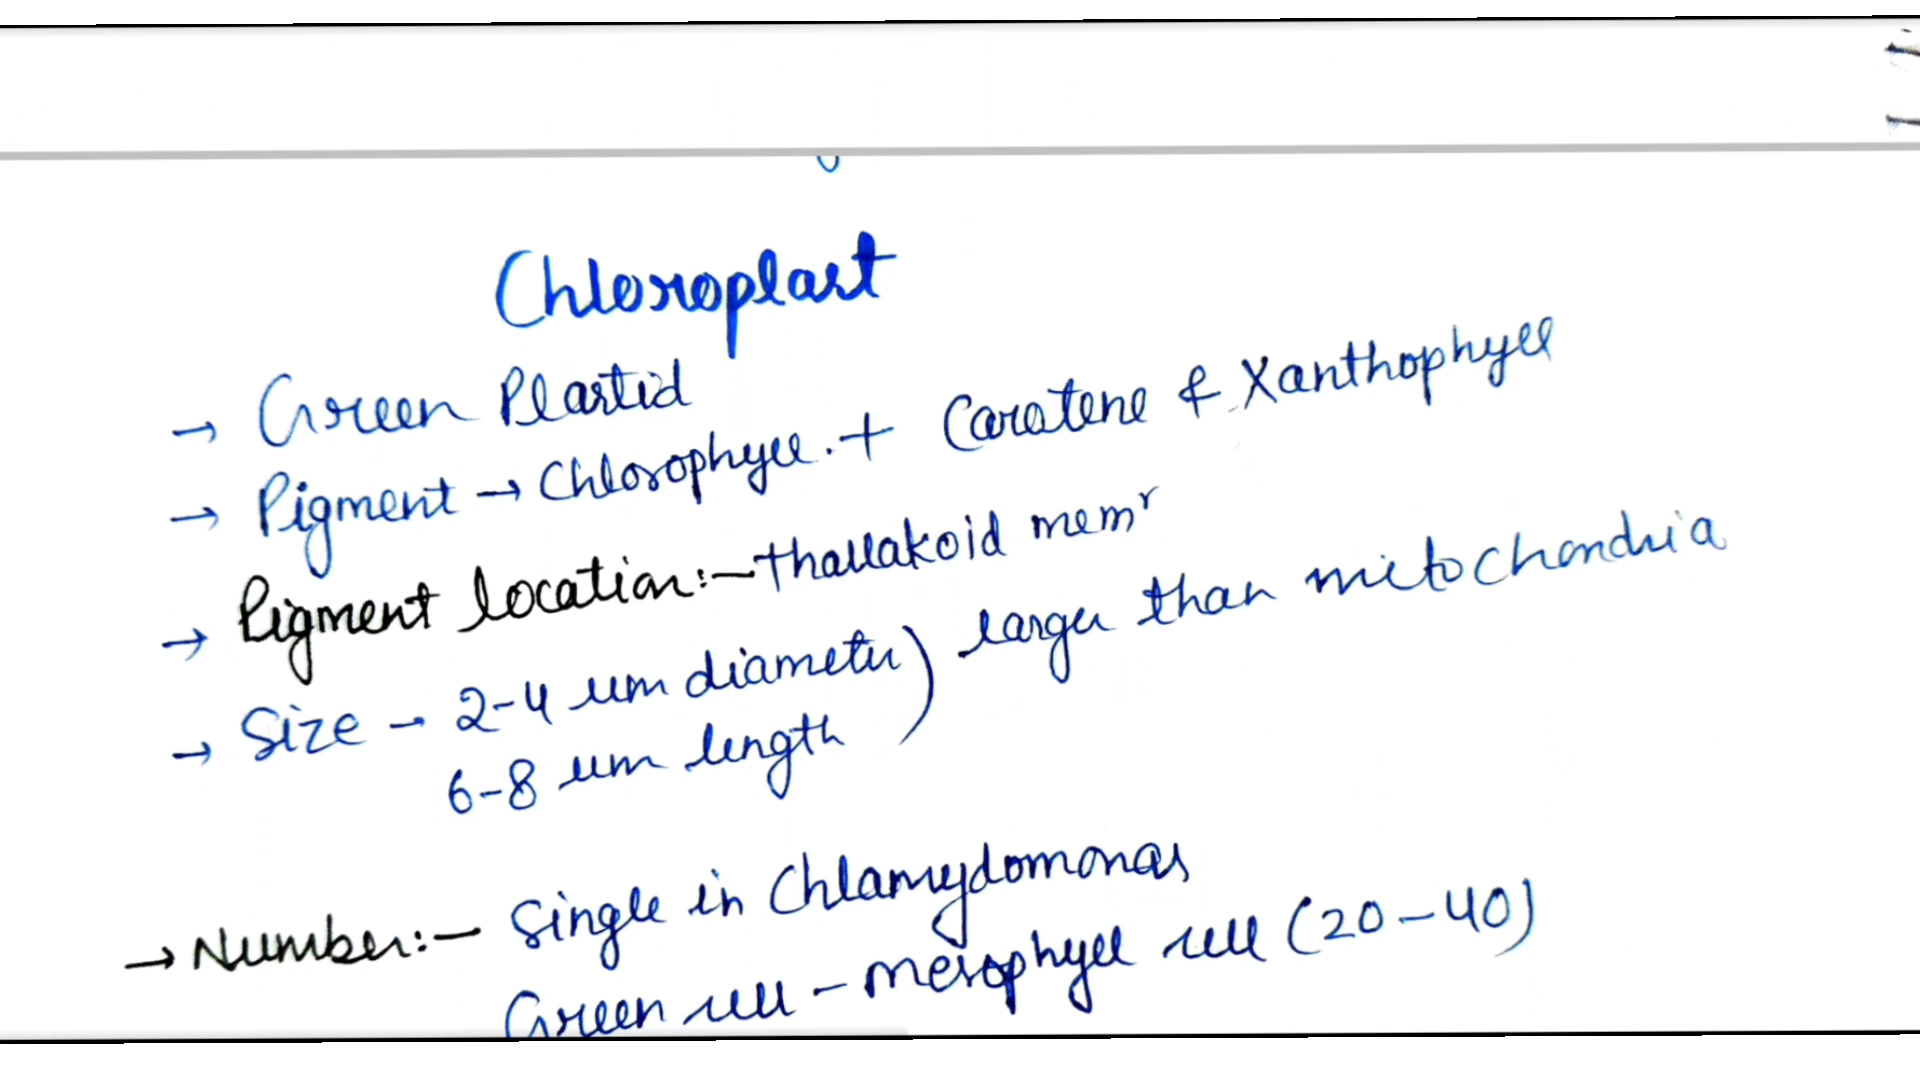 Chloroplast
→ Green Plastid
→ Pigment → Chlorophyll. + Caratene & Xanthophyll
→ Pigment location:- thallakoid memr
→ Size - 2-4 um diameter) larger than mitochondria
6-8 um length
→ Number:- Single in Chlamydomonas
Green cell - mesophyll cell (20-40)